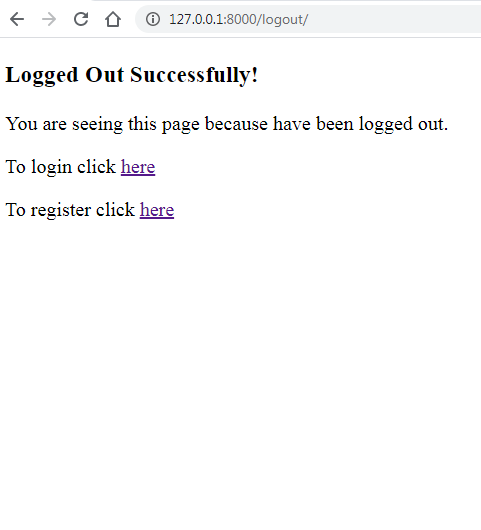 127.0.0.1:8000/logout/
Logged Out Successfully!
You are seeing this page because have been logged out.
To login click here
To register click here